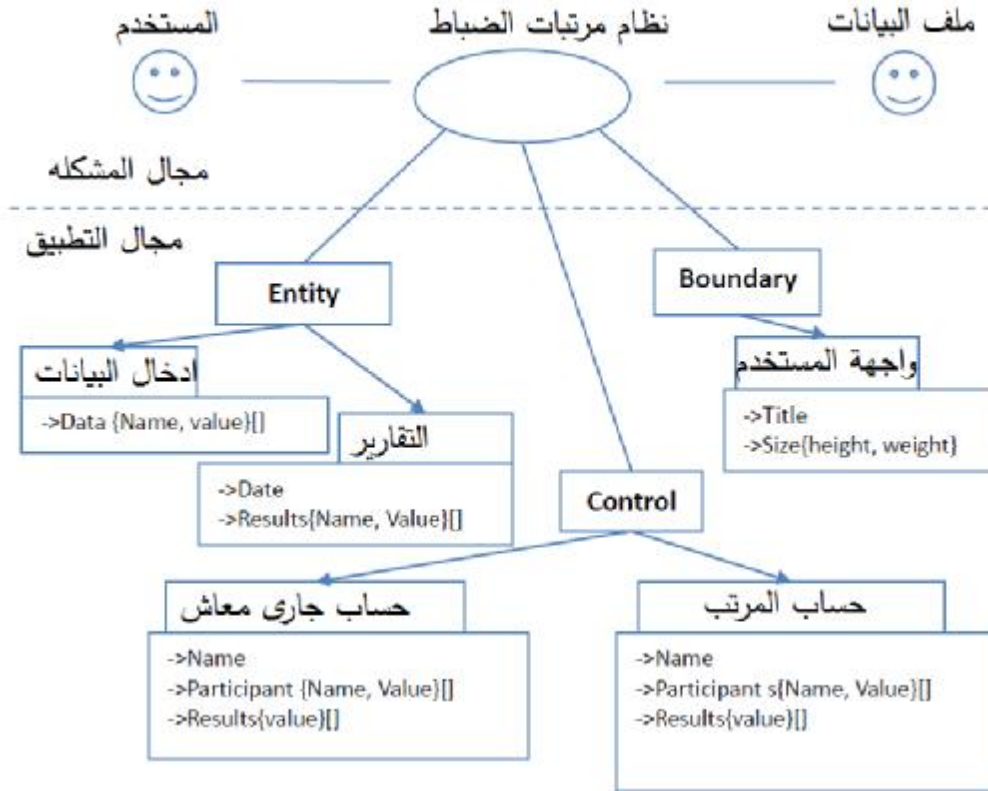 المستخدم
نظام مرتبات الضباط
ملف البيانات
مجال المشكله
مجال التطبيق
Entity
Boundary
ادخال البيانات
->Data {Name, value}[]
التقارير
->Date
->Results{Name, Value}[]
واجهة المستخدم
->Title
->Size{height, weight}
Control
حساب جارى معاش
->Name
->Participant {Name, Value}[]
->Results{value}[]
حساب المرتب
->Name
->Participant s{Name, Value}[]
->Results{value}[]